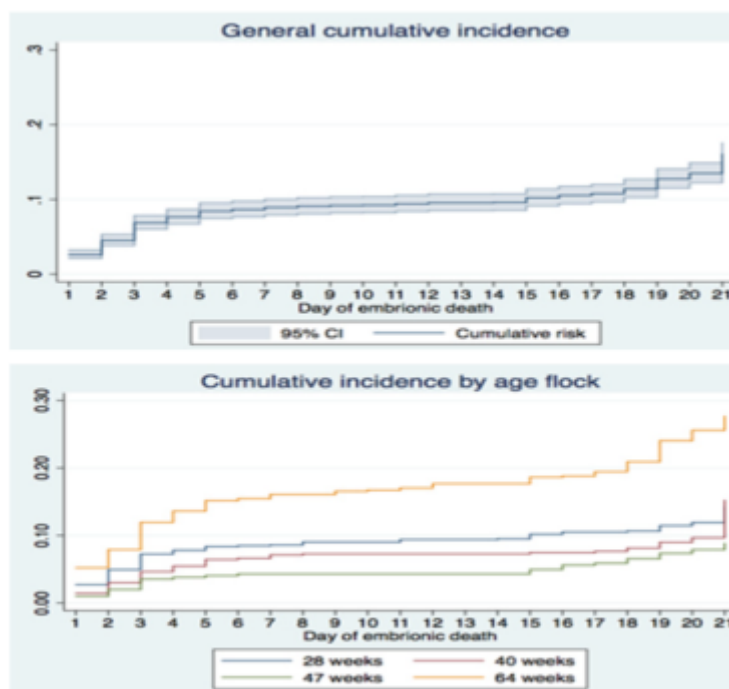 General cumulative incidence
.3
.2
.1
0
1 2 3 4 5 6 7 8 9 10 11 12 13 14 15 16 17 18 19 20 21
Day of embrionic death
95% CI Cumulative risk
Cumulative incidence by age flock
0.30
0.20
0.10
0.00
1 2 3 4 5 6 7 8 9 10 11 12 13 14 15 16 17 18 19 20 21
Day of embrionic death
28 weeks 40 weeks
47 weeks 64 weeks